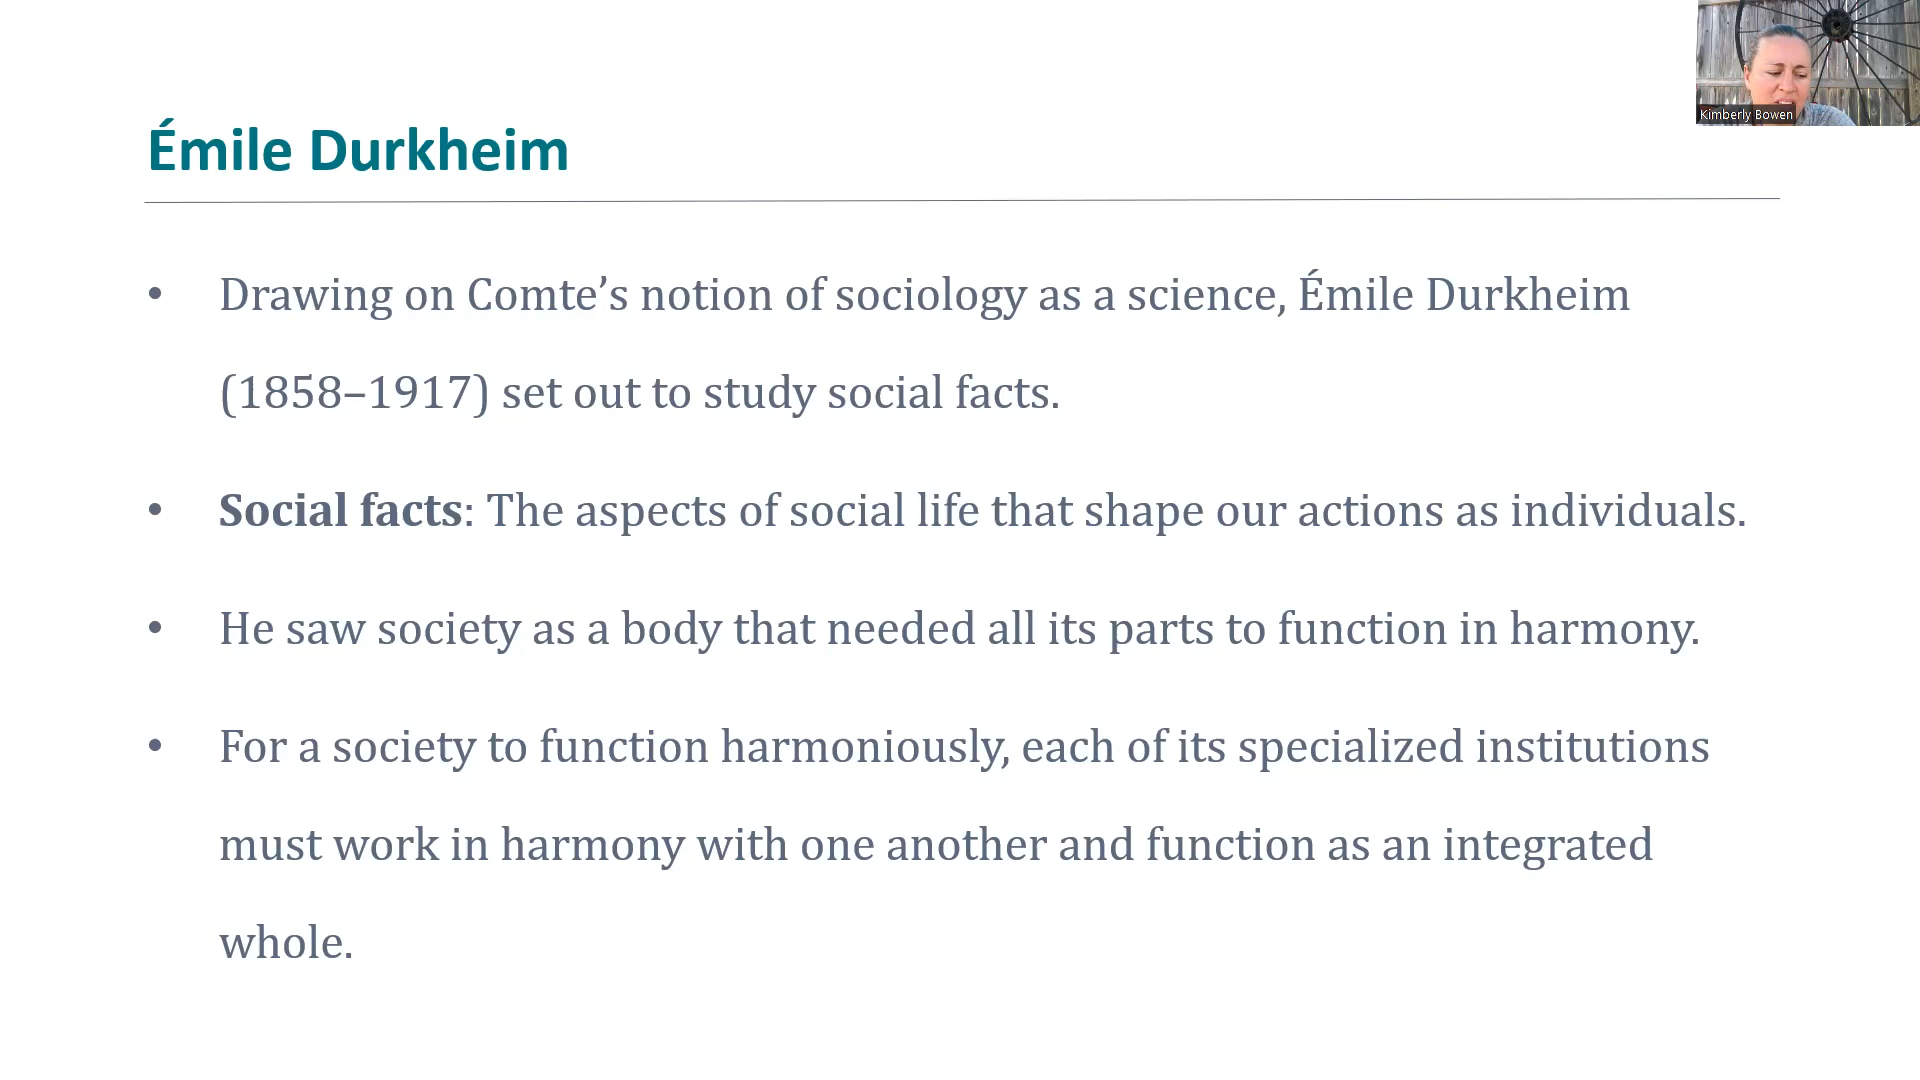 Kimberly Bowen
Émile Durkheim
• Drawing on Comte’s notion of sociology as a science, Émile Durkheim
(1858–1917) set out to study social facts.
• Social facts: The aspects of social life that shape our actions as individuals.
• He saw society as a body that needed all its parts to function in harmony.
• For a society to function harmoniously, each of its specialized institutions
must work in harmony with one another and function as an integrated
whole.